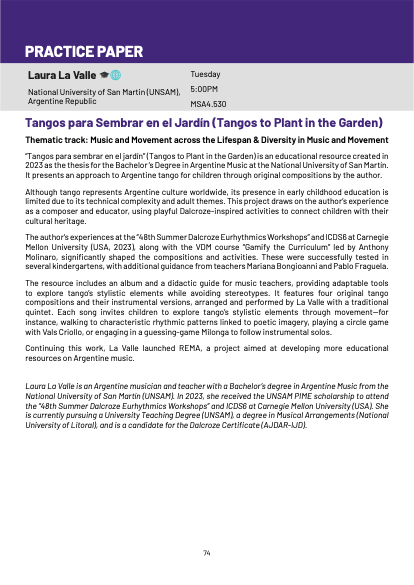 PRACTICE PAPER
Laura La Valle
Tuesday
National University of San Martín (UNSAM),
Argentine Republic
5:00PM
MSA4.530
Tangos para Sembrar en el Jardín (Tangos to Plant in the Garden)
Thematic track: Music and Movement across the Lifespan & Diversity in Music and Movement
"Tangos para sembrar en el jardín" (Tangos to Plant in the Garden) is an educational resource created in
2023 as the thesis for the Bachelor's Degree in Argentine Music at the National University of San Martín.
It presents an approach to Argentine tango for children through original compositions by the author.
Although tango represents Argentine culture worldwide, its presence in early childhood education is
limited due to its technical complexity and adult themes. This project draws on the author's experience
as a composer and educator, using playful Dalcroze-inspired activities to connect children with their
cultural heritage.
The author's experiences at the "48th Summer Dalcroze Eurhythmics Workshops" and ICDS6 at Carnegie
Mellon University (USA, 2023), along with the VDM course "Gamify the Curriculum" led by Anthony
Molinaro, significantly shaped the compositions and activities. These were successfully tested in
several kindergartens, with additional guidance from teachers Mariana Bongioanni and Pablo Fraguela.
The resource includes an album and a didactic guide for music teachers, providing adaptable tools
to explore tango's stylistic elements while avoiding stereotypes. It features four original tango
compositions and their instrumental versions, arranged and performed by La Valle with a traditional
quintet. Each song invites children to explore tango's stylistic elements through movement—for
instance, walking to characteristic rhythmic patterns linked to poetic imagery, playing a circle game
with Vals Criollo, or engaging in a guessing-game Milonga to follow instrumental solos.
Continuing this work, La Valle launched REMA, a project aimed at developing more educational
resources on Argentine music.
Laura La Valle is an Argentine musician and teacher with a Bachelor's degree in Argentine Music from the
National University of San Martín (UNSAM). In 2023, she received the UNSAM PIME scholarship to attend
the "48th Summer Dalcroze Eurhythmics Workshops" and ICDS6 at Carnegie Mellon University (USA). She
is currently pursuing a University Teaching Degree (UNSAM), a degree in Musical Arrangements (National
University of Litoral), and is a candidate for the Dalcroze Certificate (AJDAR-IJD).
74